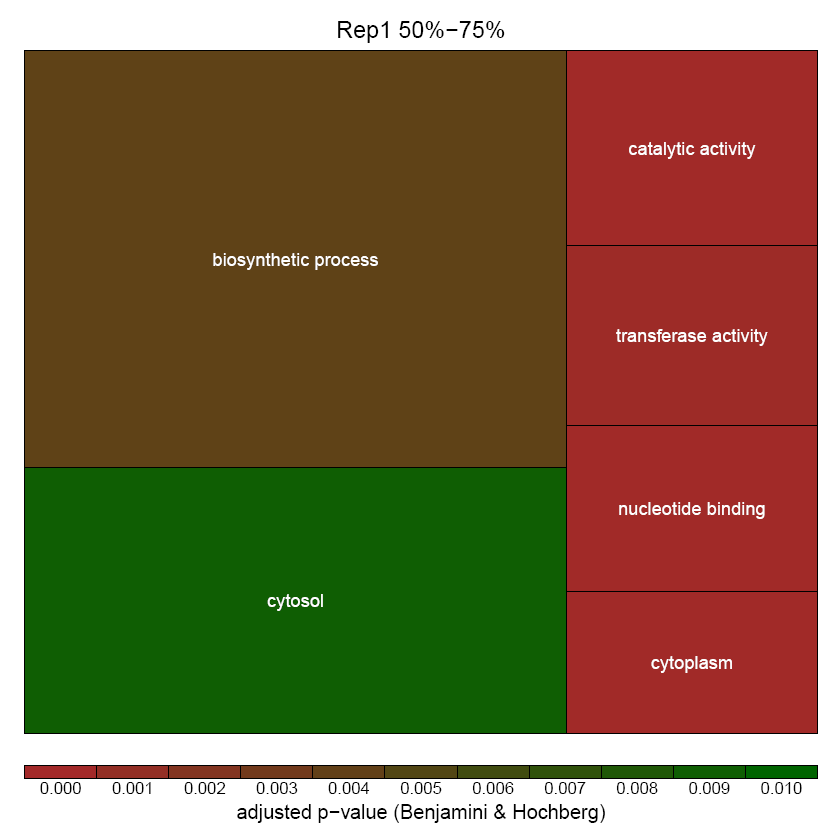 Rep1 50%−75%
biosynthetic process
cytosol
catalytic activity
transferase activity
nucleotide binding
cytoplasm
0.000 0.001 0.002 0.003 0.004 0.005 0.006 0.007 0.008 0.009 0.010
adjusted p−value (Benjamini & Hochberg)